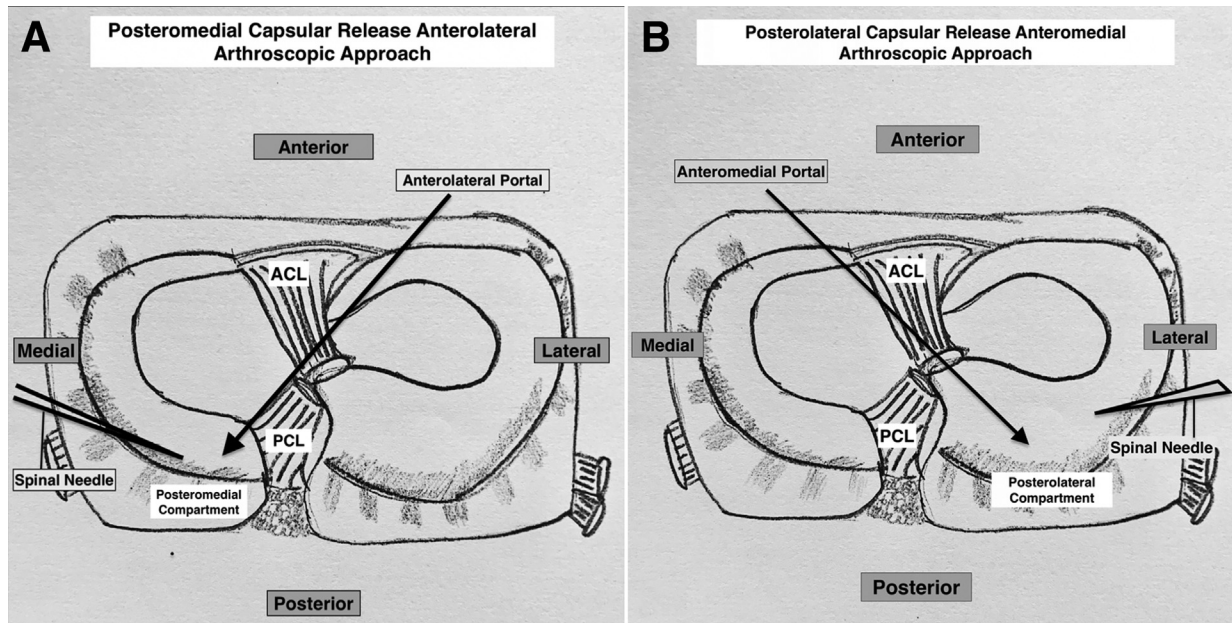 A
Posteromedial Capsular Release Anterolateral
Arthroscopic Approach
Anterior
Anterolateral Portal
ACL
Medial
Lateral
PCL
Spinal Needle
Posteromedial
Compartment
Posterior
B
Posterolateral Capsular Release Anteromedial
Arthroscopic Approach
Anterior
Anteromedial Portal
ACL
Medial
Lateral
PCL
Spinal Needle
Posterolateral
Compartment
Posterior